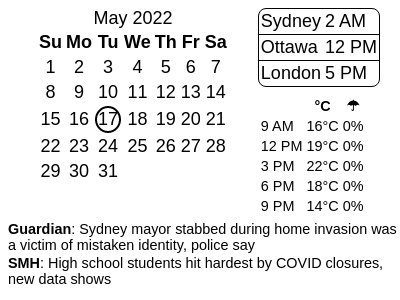 May 2022
Su Mo Tu We Th Fr Sa
1 2 3 4 5 6 7
8 9 10 11 12 13 14
15 16 17 18 19 20 21
22 23 24 25 26 27 28
29 30 31
Sydney 2 AM
Ottawa 12 PM
London 5 PM
°C ☂
9 AM 16°C 0%
12 PM 19°C 0%
3 PM 22°C 0%
6 PM 18°C 0%
9 PM 14°C 0%
Guardian: Sydney mayor stabbed during home invasion was
a victim of mistaken identity, police say
SMH: High school students hit hardest by COVID closures,
new data shows